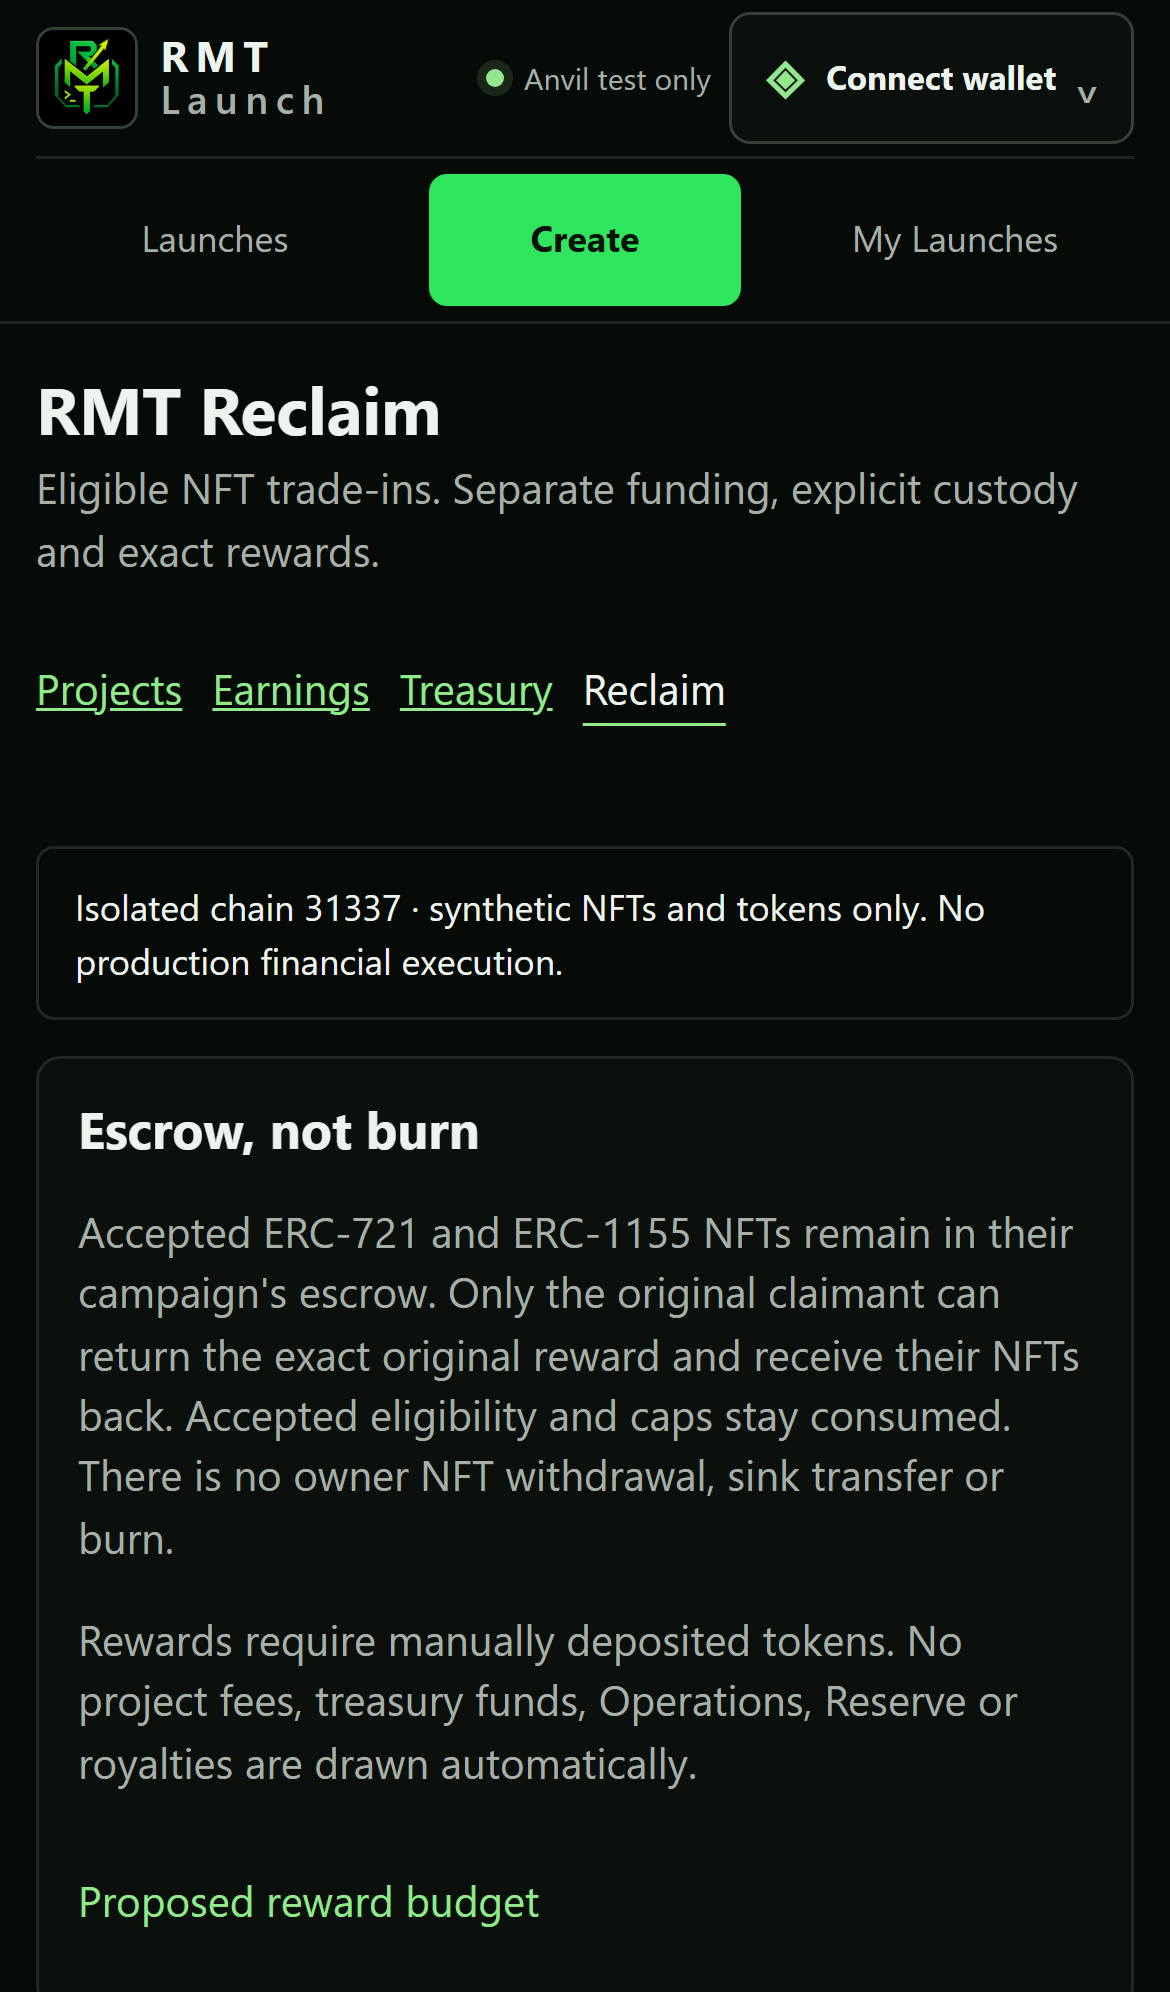 RMT
Launch
Anvil test only
Connect wallet
Launches
Create
My Launches
RMT Reclaim
Eligible NFT trade-ins. Separate funding, explicit custody
and exact rewards.
Projects
Earnings
Treasury
Reclaim
Isolated chain 31337 · synthetic NFTs and tokens only. No
production financial execution.
Escrow, not burn
Accepted ERC-721 and ERC-1155 NFTs remain in their
campaign's escrow. Only the original claimant can
return the exact original reward and receive their NFTs
back. Accepted eligibility and caps stay consumed.
There is no owner NFT withdrawal, sink transfer or
burn.
Rewards require manually deposited tokens. No
project fees, treasury funds, Operations, Reserve or
royalties are drawn automatically.
Proposed reward budget